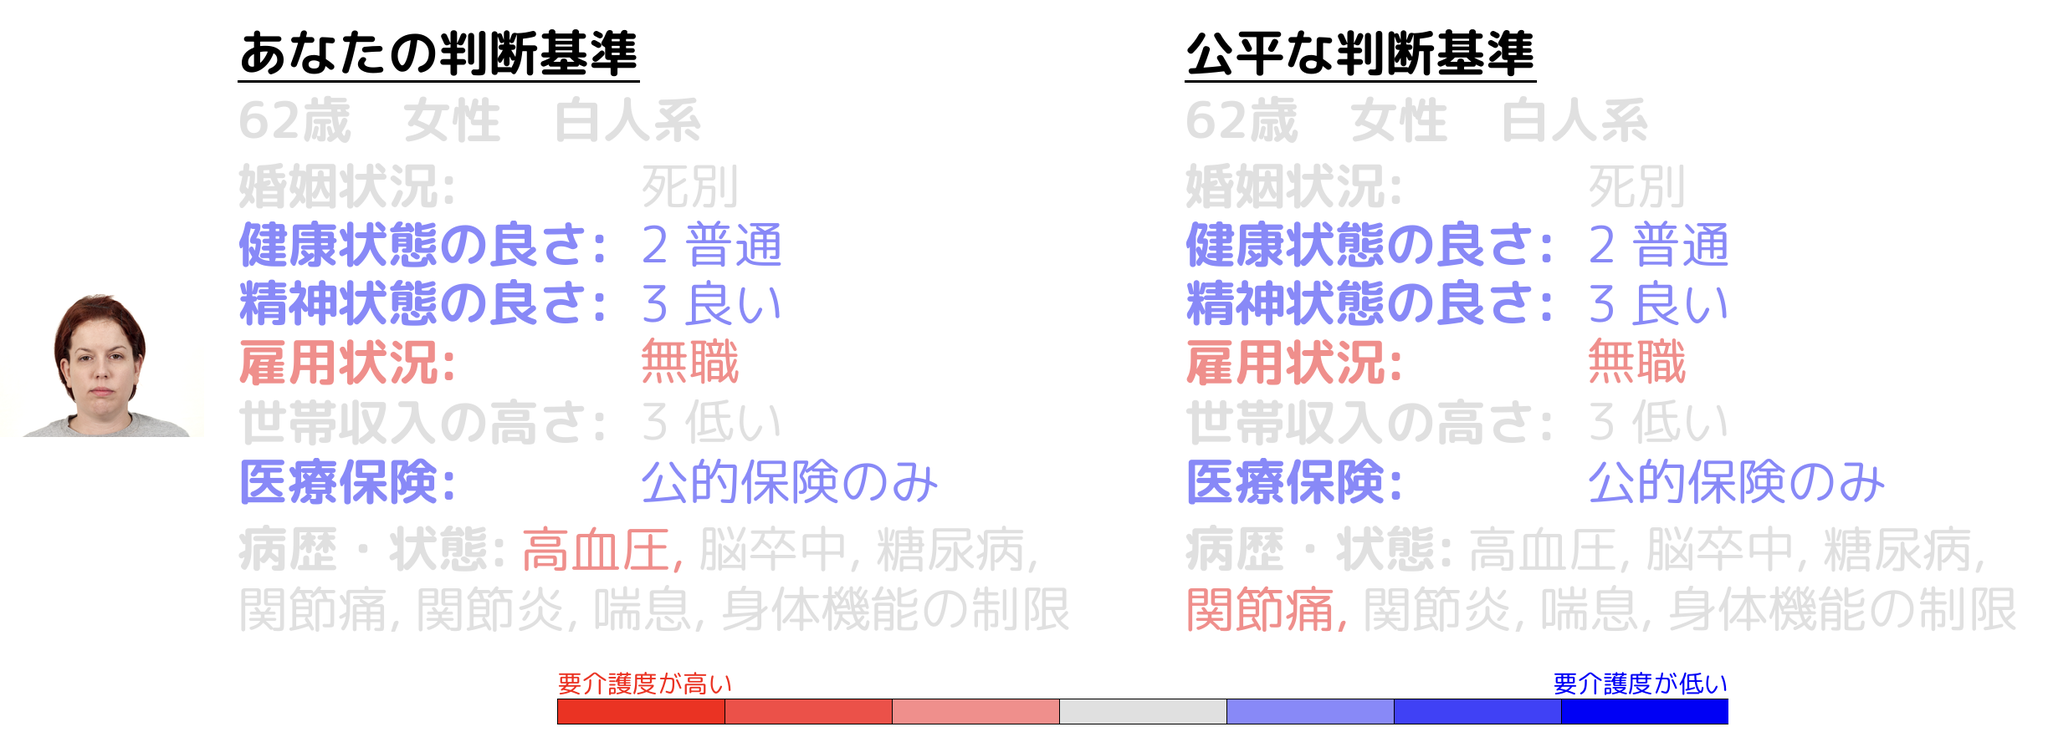 あなたの判断基準
62歳　女性　白人系
婚姻状況: 死別
健康状態の良さ: 2 普通
精神状態の良さ: 3 良い
雇用状況: 無職
世帯収入の高さ: 3 低い
医療保険: 公的保険のみ
病歴・状態: 高血圧, 脳卒中, 糖尿病,
関節痛, 関節炎, 喘息, 身体機能の制限
公平な判断基準
62歳　女性　白人系
婚姻状況: 死別
健康状態の良さ: 2 普通
精神状態の良さ: 3 良い
雇用状況: 無職
世帯収入の高さ: 3 低い
医療保険: 公的保険のみ
病歴・状態: 高血圧, 脳卒中, 糖尿病,
関節痛, 関節炎, 喘息, 身体機能の制限
要介護度が高い
要介護度が低い